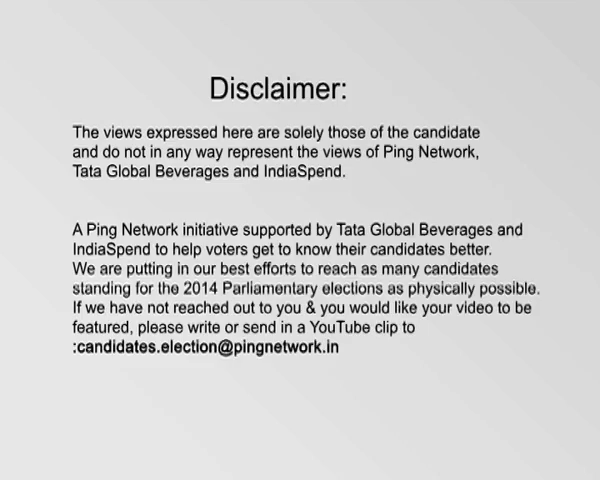 Disclaimer:
The views expressed here are solely those of the candidate
and do not in any way represent the views of Ping Network,
Tata Global Beverages and IndiaSpend.
A Ping Network initiative supported by Tata Global Beverages and
IndiaSpend to help voters get to know their candidates better.
We are putting in our best efforts to reach as many candidates
standing for the 2014 Parliamentary elections as physically possible.
If we have not reached out to you & you would like your video to be
featured, please write or send in a YouTube clip to
:candidates.election@pingnetwork.in